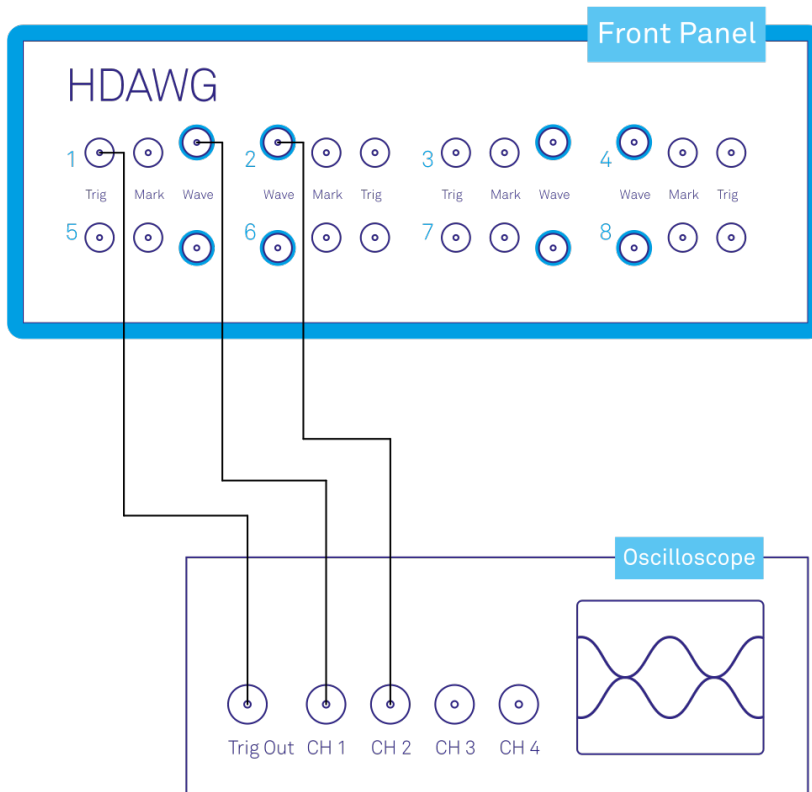 Front Panel
HDAWG
1 2 3 4
Trig Mark Wave Wave Mark Trig Trig Mark Wave Wave Mark Trig
5 6 7 8
Oscilloscope
Trig Out CH 1 CH 2 CH 3 CH 4